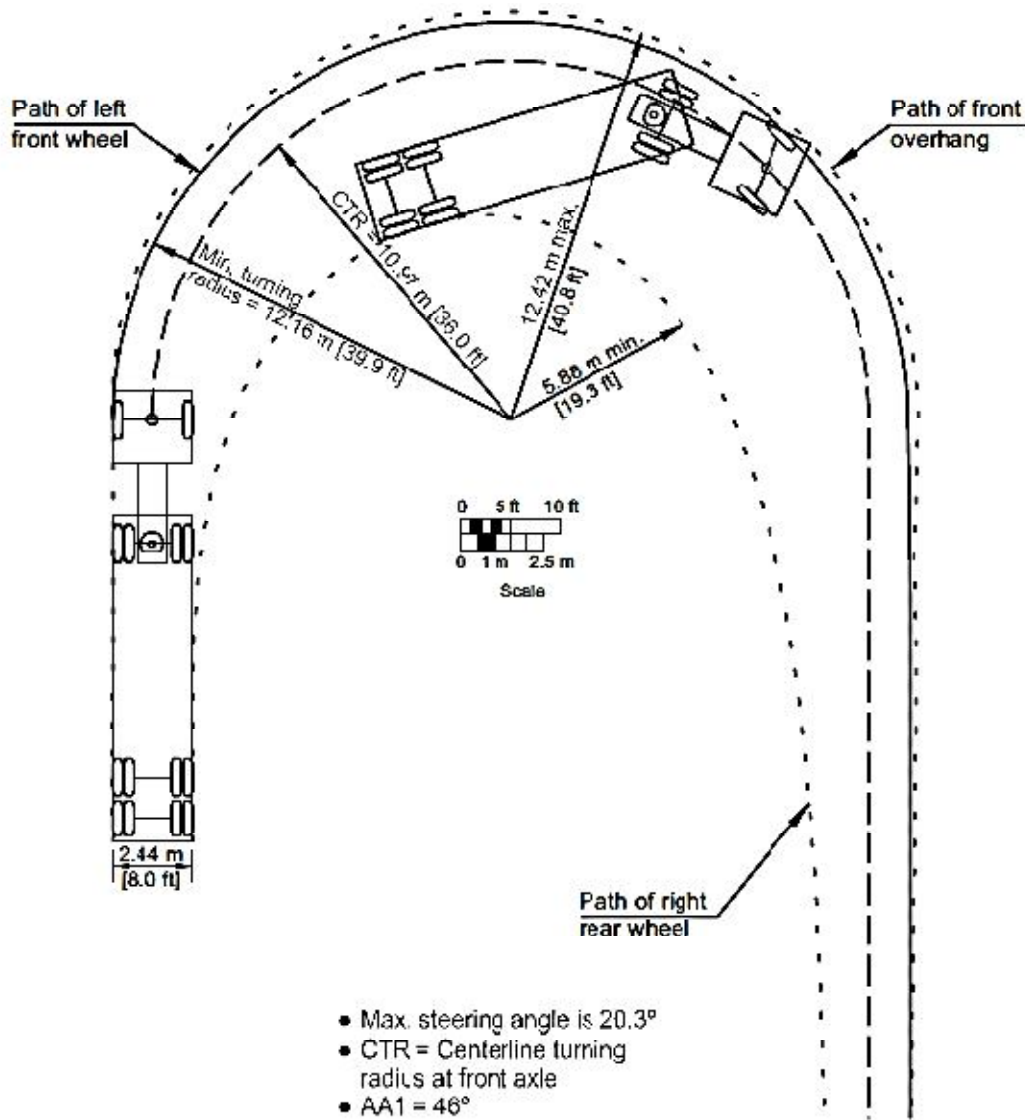 Path of left
front wheel
Path of front
overhang
Min. turning
radius = 12.16 m [39.9 ft]
CTR = 10.97 m [36.0 ft]
12.42 m max.
[40.8 ft]
5.88 m min.
[19.3 ft]
0 5 ft 10 ft
0 1 m 2.5 m
Scale
2.44 m
[8.0 ft]
Path of right
rear wheel
• Max. steering angle is 20.3º
• CTR = Centerline turning
radius at front axle
• AA1 = 46º